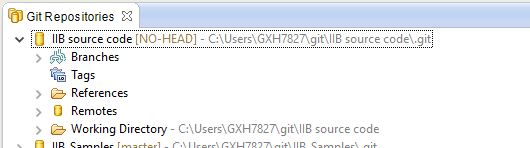 Git Repositories
IIB source code [NO-HEAD] - C:\Users\GXH7827\git\IIB source code\.git
Branches
Tags
References
Remotes
Working Directory - C:\Users\GXH7827\git\IIB source code
IIB Samples [master] - C:\Users\GXH7827\git\IIB Samples\.git